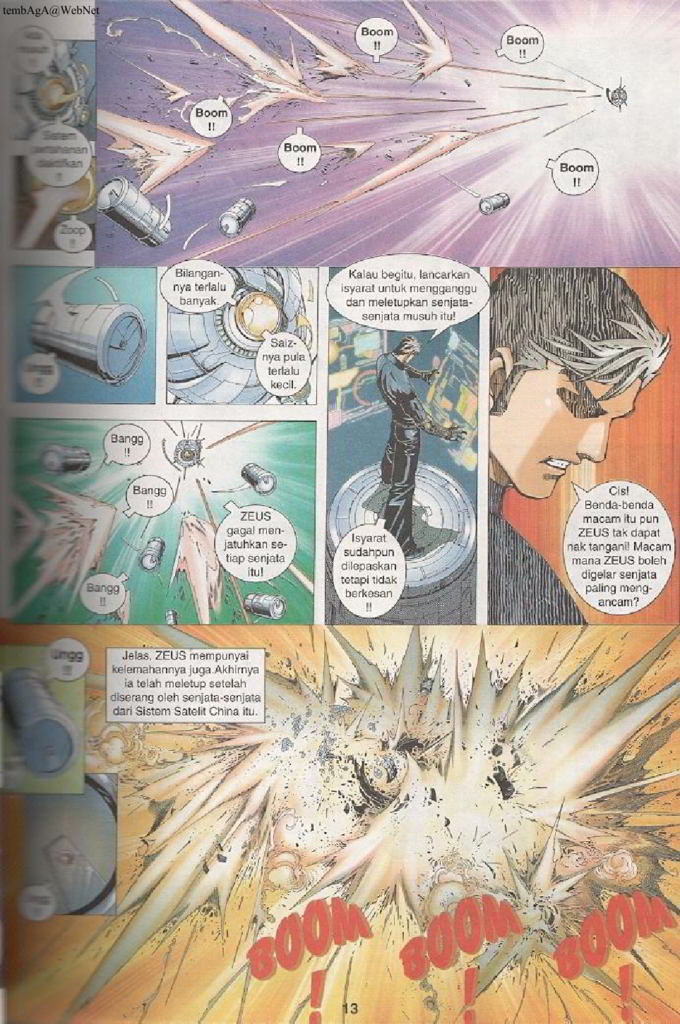 tembAgA@WebNet
Boom
!!
Boom
!!
Boom
!!
Boom
!!
Boom
!!
musuh
!!
Sistem
pertahanan
diaktifkan
!!
Zoop
!!
Umgg
!!
Bilangan-
nya terlalu
banyak.
Saiz-
nya pula
terlalu
kecil.
Kalau begitu, lancarkan
isyarat untuk mengganggu
dan meletupkan senjata-
senjata musuh itu!
Isyarat
sudahpun
dilepaskan
tetapi tidak
berkesan
!!
Cis!
Benda-benda
macam itu pun
ZEUS tak dapat
nak tangani! Macam
mana ZEUS boleh
digelar senjata
paling meng-
ancam?
Bangg
!!
Bangg
!!
ZEUS
gagal men-
jatuhkan se-
tiap senjata
itu!
Bangg
!!
Umgg
!!
Jelas, ZEUS mempunyai
kelemahannya juga.Akhirnya
ia telah meletup setelah
diserang oleh senjata-senjata
dari Sistem Satelit China itu.
BOOM
!
BOOM
!
BOOM
!
13